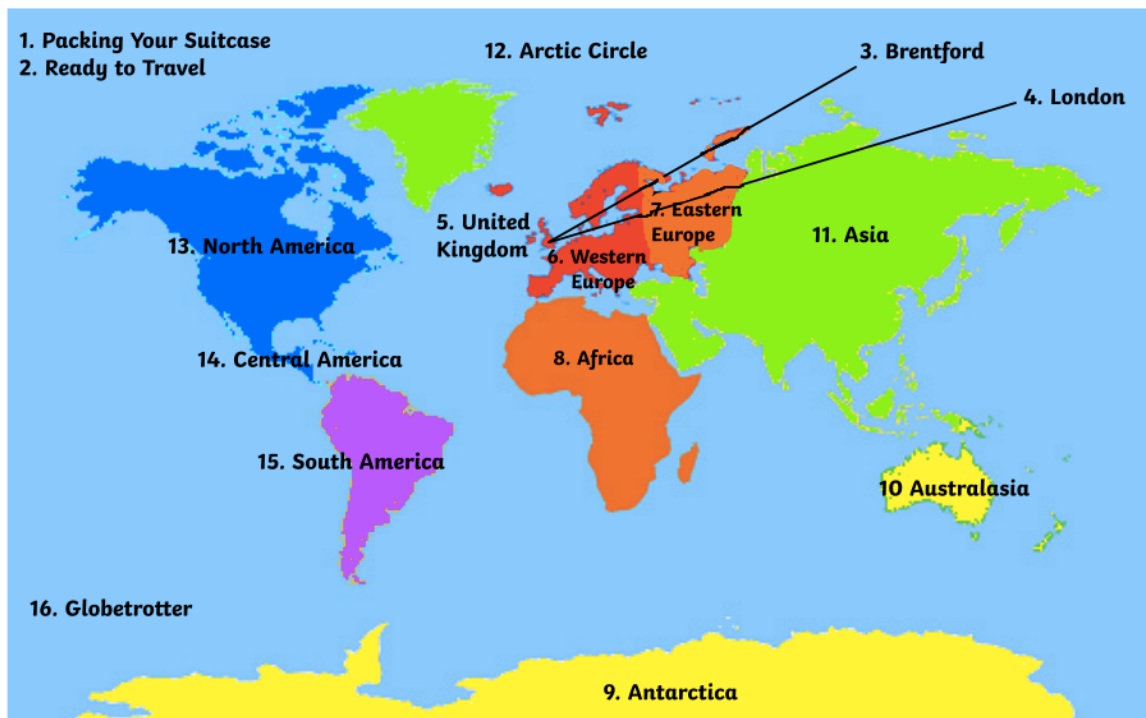 1. Packing Your Suitcase
2. Ready to Travel
12. Arctic Circle
3. Brentford
4. London
5. United
Kingdom
7. Eastern
Europe
13. North America
11. Asia
6. Western
Europe
14. Central America
8. Africa
15. South America
10 Australasia
16. Globetrotter
9. Antarctica